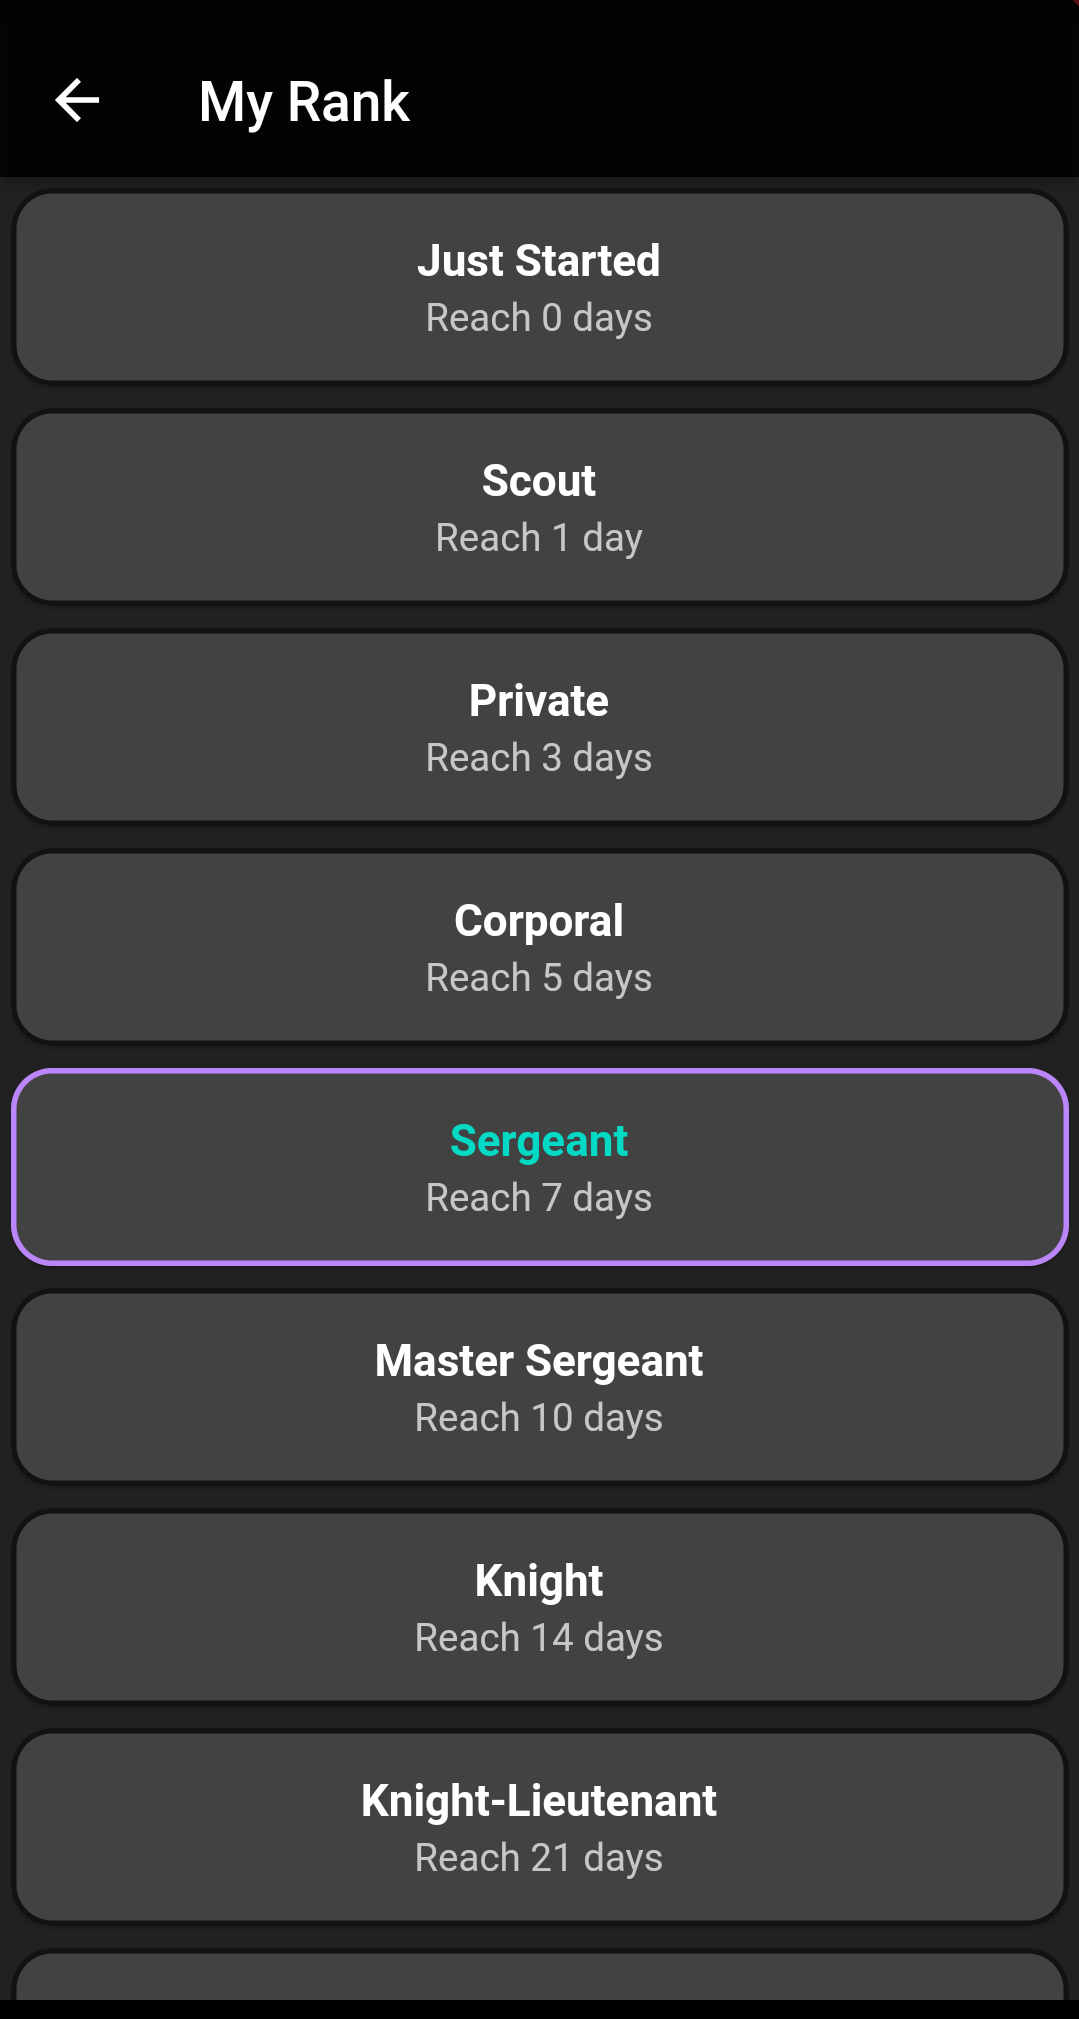 My Rank
Just Started
Reach 0 days
Scout
Reach 1 day
Private
Reach 3 days
Corporal
Reach 5 days
Sergeant
Reach 7 days
Master Sergeant
Reach 10 days
Knight
Reach 14 days
Knight-Lieutenant
Reach 21 days